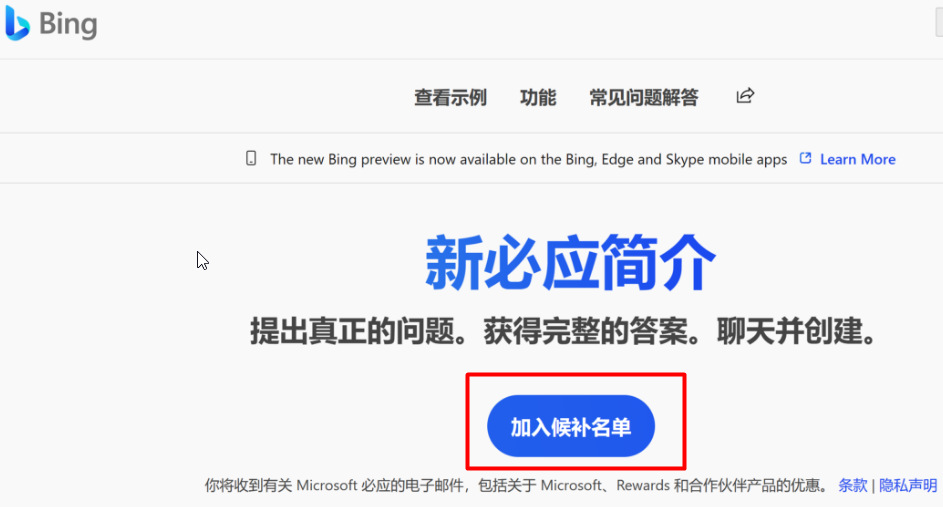 Bing
查看示例 功能 常见问题解答
The new Bing preview is now available on the Bing, Edge and Skype mobile apps Learn More
新必应简介
提出真正的问题。获得完整的答案。聊天并创建。
加入候补名单
你将收到有关 Microsoft 必应的电子邮件，包括关于 Microsoft、Rewards 和合作伙伴产品的优惠。 条款 | 隐私声明